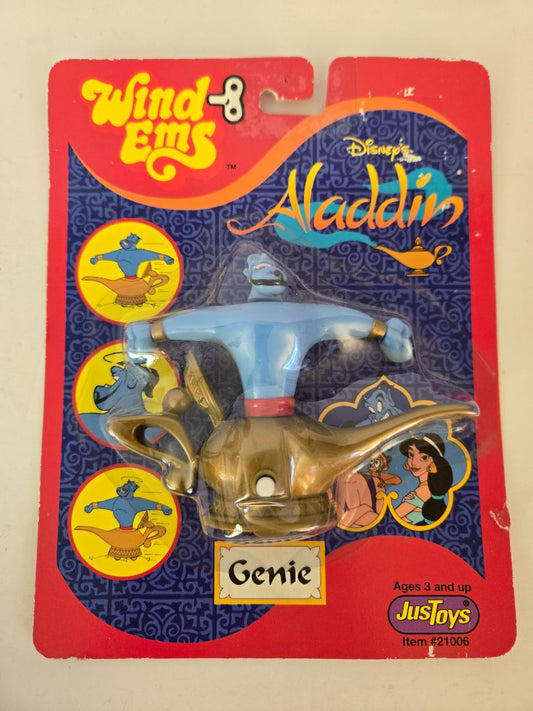 Wind
Ems
™
Disney's
Aladdin
Genie
Ages 3 and up
JusToys®
Item #21006